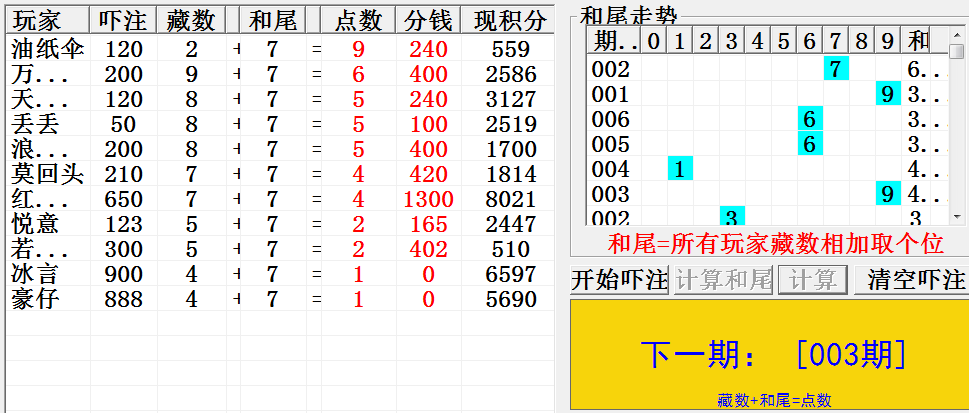 玩家 吓注 藏数 和尾 点数 分钱 现积分
油纸伞 120 2 + 7 = 9 240 559
万... 200 9 + 7 = 6 400 2586
天... 120 8 + 7 = 5 240 3127
丢丢 50 8 + 7 = 5 100 2519
浪... 200 8 + 7 = 5 400 1700
莫回头 210 7 + 7 = 4 420 1814
红... 650 7 + 7 = 4 1300 8021
悦意 123 5 + 7 = 2 165 2447
若... 300 5 + 7 = 2 402 510
冰言 900 4 + 7 = 1 0 6597
豪仔 888 4 + 7 = 1 0 5690
和尾走势
期.. 0 1 2 3 4 5 6 7 8 9 和
002 7 6...
001 9 3...
006 6 3...
005 6 3...
004 1 4...
003 9 4...
002 3 3
和尾=所有玩家藏数相加取个位
开始吓注 计算和尾 计算 清空吓注
下一期： [003期]
藏数+和尾=点数